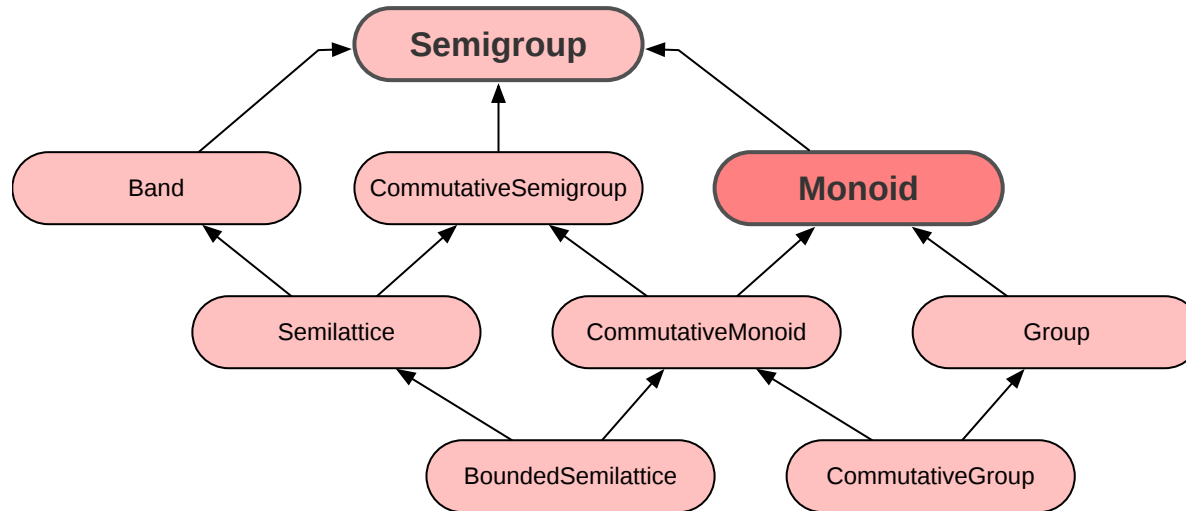 Semigroup
Band
CommutativeSemigroup
Monoid
Semilattice
CommutativeMonoid
Group
BoundedSemilattice
CommutativeGroup